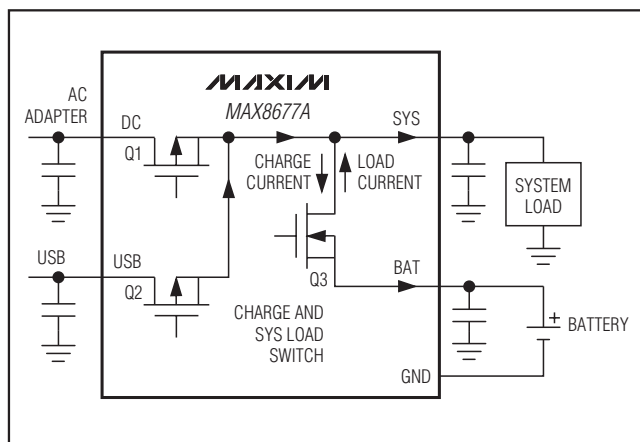 MAXIM
MAX8677A
AC
ADAPTER
DC
Q1
SYS
CHARGE
CURRENT
LOAD
CURRENT
SYSTEM
LOAD
USB
USB
Q2
Q3
BAT
CHARGE AND
SYS LOAD
SWITCH
+
BATTERY
GND